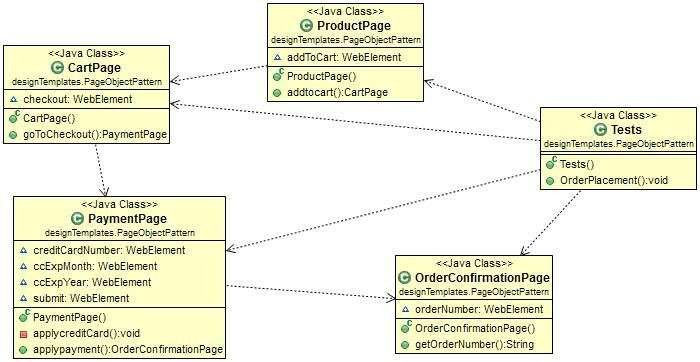 <<Java Class>>
ProductPage
designTemplates.PageObjectPattern
addToCart: WebElement
ProductPage()
addtocart():CartPage
<<Java Class>>
CartPage
designTemplates.PageObjectPattern
checkout: WebElement
CartPage()
goToCheckout():PaymentPage
<<Java Class>>
Tests
designTemplates.PageObjectPattern
Tests()
OrderPlacement():void
<<Java Class>>
PaymentPage
designTemplates.PageObjectPattern
creditCardNumber: WebElement
ccExpMonth: WebElement
ccExpYear: WebElement
submit: WebElement
PaymentPage()
applycreditCard():void
applypayment():OrderConfirmationPage
<<Java Class>>
OrderConfirmationPage
designTemplates.PageObjectPattern
orderNumber: WebElement
OrderConfirmationPage()
getOrderNumber():String